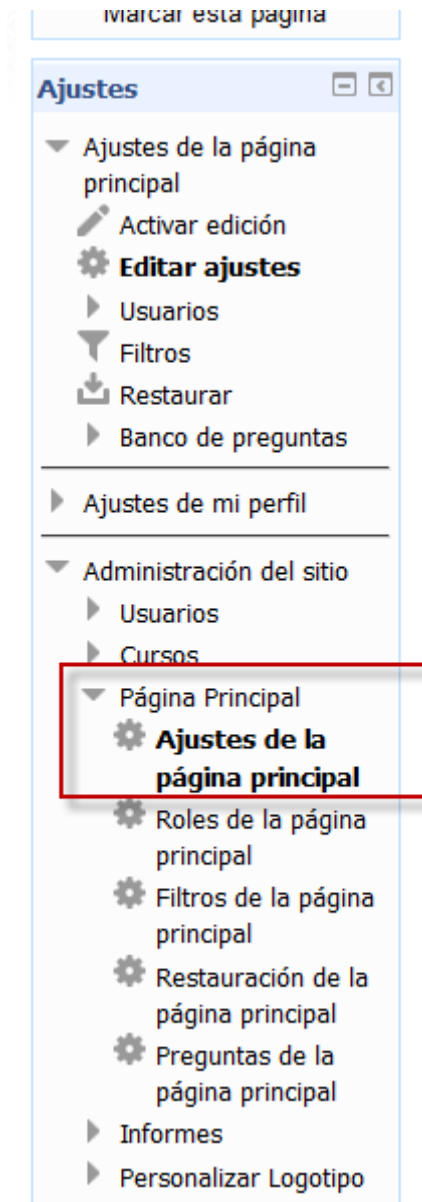 Marcar esta página
Ajustes
Ajustes de la página
principal
Activar edición
Editar ajustes
Usuarios
Filtros
Restaurar
Banco de preguntas
Ajustes de mi perfil
Administración del sitio
Usuarios
Cursos
Página Principal
Ajustes de la
página principal
Roles de la página
principal
Filtros de la página
principal
Restauración de la
página principal
Preguntas de la
página principal
Informes
Personalizar Logotipo